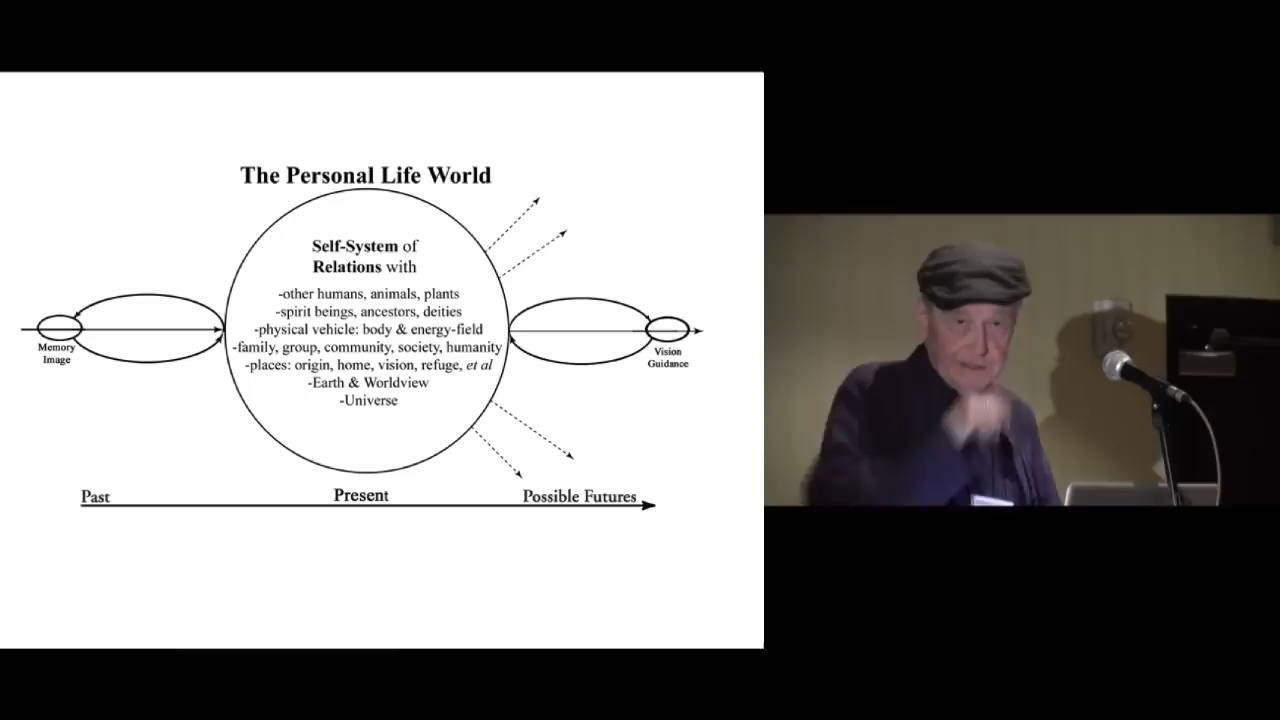 The Personal Life World
Self-System of
Relations with
-other humans, animals, plants
-spirit beings, ancestors, deities
-physical vehicle: body & energy-field
-family, group, community, society, humanity
-places: origin, home, vision, refuge, et al
-Earth & Worldview
-Universe
Memory
Image
Vision
Guidance
Past
Present
Possible Futures